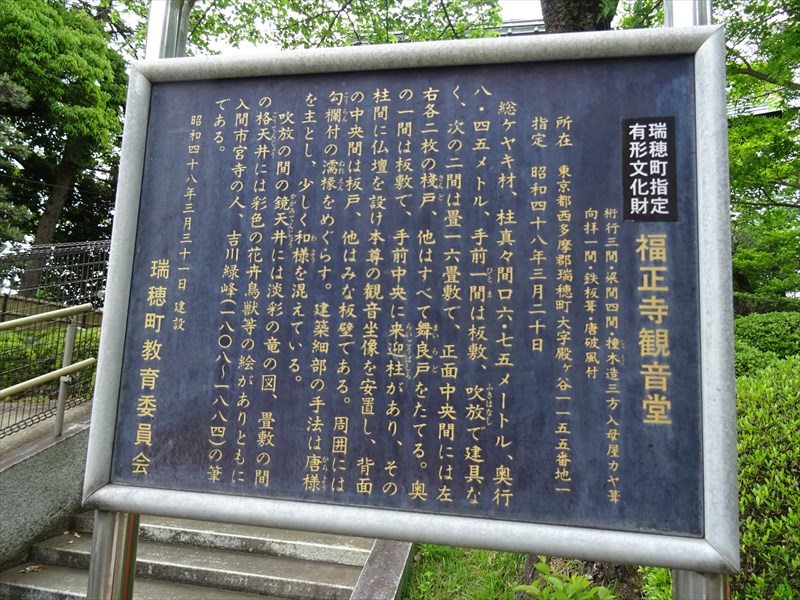 瑞穂町指定
有形文化財
福正寺観音堂
桁行三間・梁間四間・撞木造三方入母屋カヤ葺
向拝一間・鉄板葺・唐破風付
所在　東京都西多摩郡瑞穂町大字殿ヶ谷一一五五番地一
指定　昭和四十八年三月二十日
総ケヤキ材、柱真々間口六・七五メートル、奥行
八・四五メートル、手前一間は板敷、吹放で建具な
く、次の二間は畳一六畳敷で、正面中央間には左
右各二枚の桟戸、他はすべて舞良戸をたてる。奥
の一間は板敷で、手前中央に来迎柱があり、その
柱間に仏壇を設け本尊の観音坐像を安置し、背面
の中央間は板戸、他はみな板壁である。周囲には
勾欄付の濡椽をめぐらす。建築細部の手法は唐様
を主とし、少しく和様を混えている。
吹放の間の鏡天井には淡彩の竜の図、畳敷の間
の格天井には彩色の花卉鳥獣等の絵がありともに
入間市宮寺の人、吉川緑峰(一八〇八〜一八八四)の筆
である。
昭和四十八年三月三十一日　建設
瑞穂町教育委員会